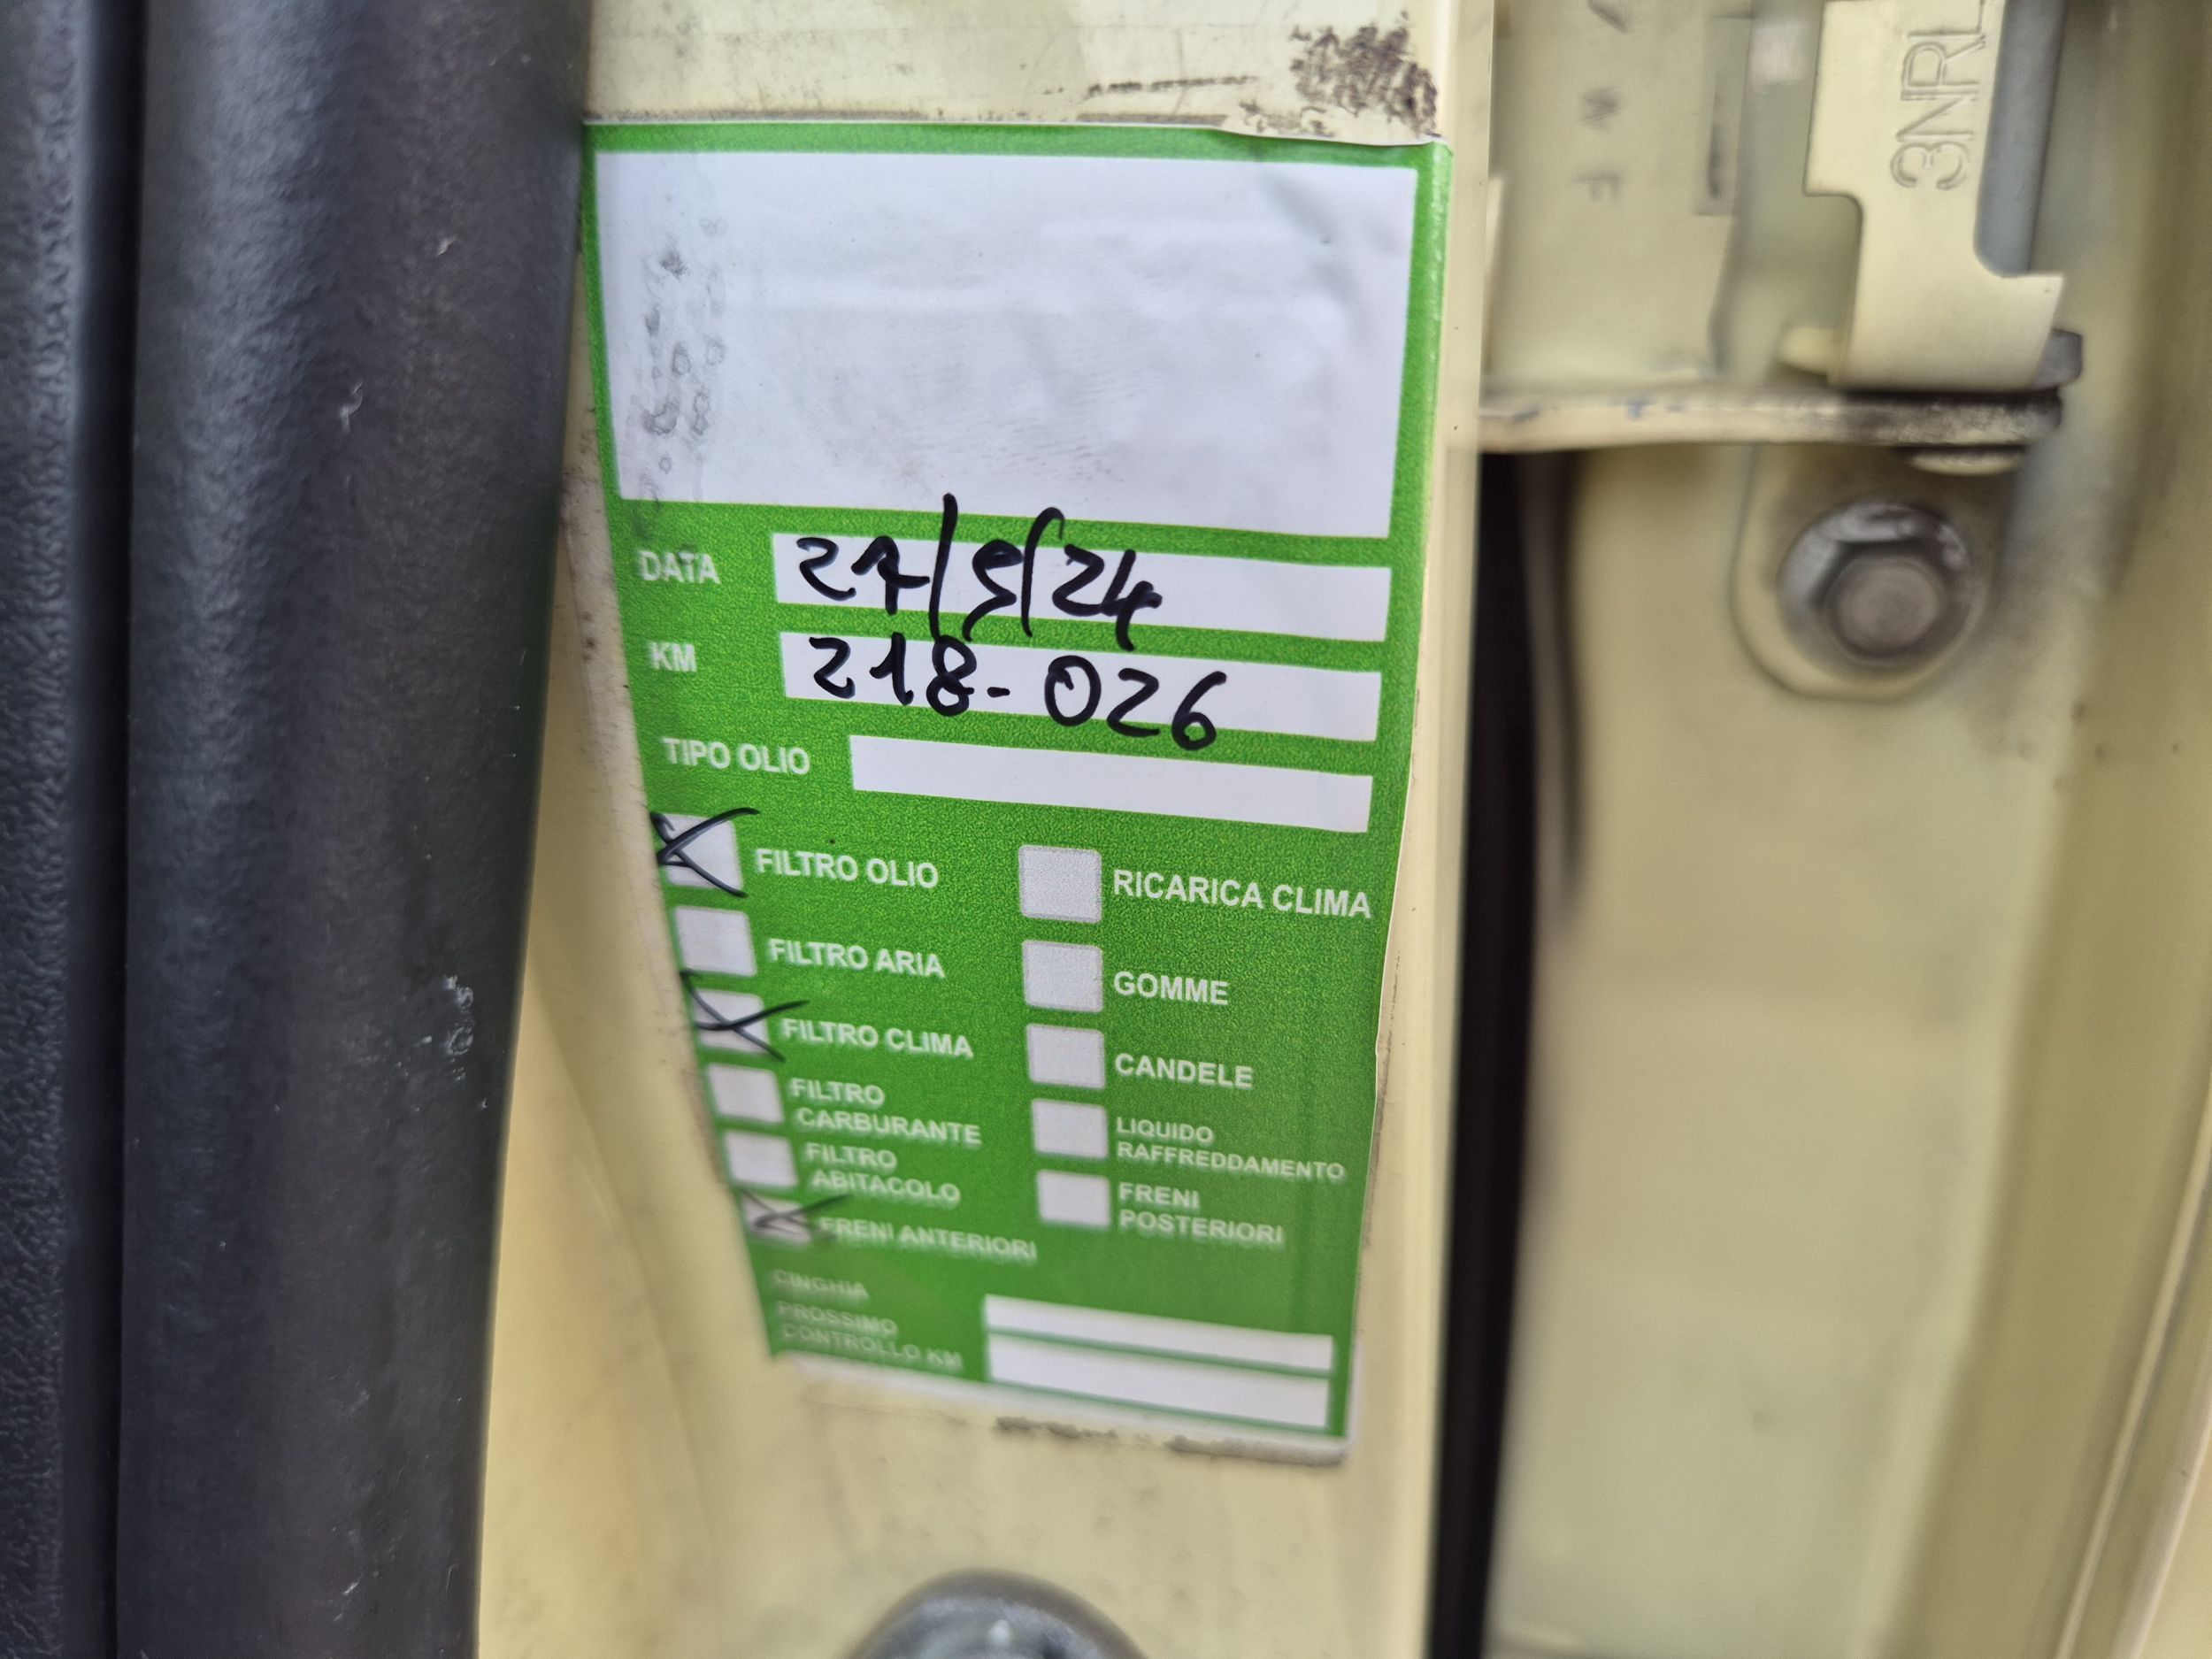 3NRL
W F
DATA 27/5/24
KM 218-026
TIPO OLIO
FILTRO OLIO
RICARICA CLIMA
FILTRO ARIA
GOMME
FILTRO CLIMA
CANDELE
FILTRO
CARBURANTE
LIQUIDO
RAFFREDDAMENTO
FILTRO
ABITACOLO
FRENI
POSTERIORI
FRENI ANTERIORI
CINGHIA
PROSSIMO
CONTROLLO KM